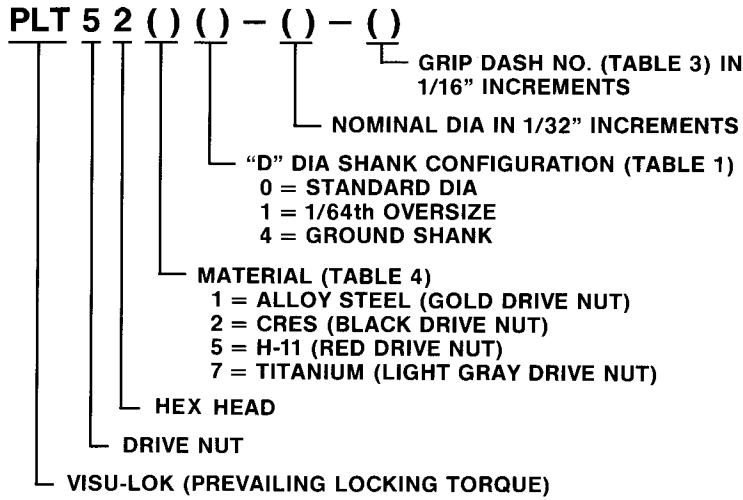 PLT 5 2 ( ) ( ) – ( ) – ( )
GRIP DASH NO. (TABLE 3) IN
1/16” INCREMENTS
NOMINAL DIA IN 1/32” INCREMENTS
“D” DIA SHANK CONFIGURATION (TABLE 1)
0 = STANDARD DIA
1 = 1/64th OVERSIZE
4 = GROUND SHANK
MATERIAL (TABLE 4)
1 = ALLOY STEEL (GOLD DRIVE NUT)
2 = CRES (BLACK DRIVE NUT)
5 = H-11 (RED DRIVE NUT)
7 = TITANIUM (LIGHT GRAY DRIVE NUT)
HEX HEAD
DRIVE NUT
VISU-LOK (PREVAILING LOCKING TORQUE)